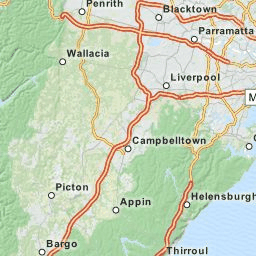 Penrith
Blacktown
Parramatta
Wallacia
Liverpool
M
Campbelltown
Picton
Helensburgh
Appin
Bargo
Thirroul